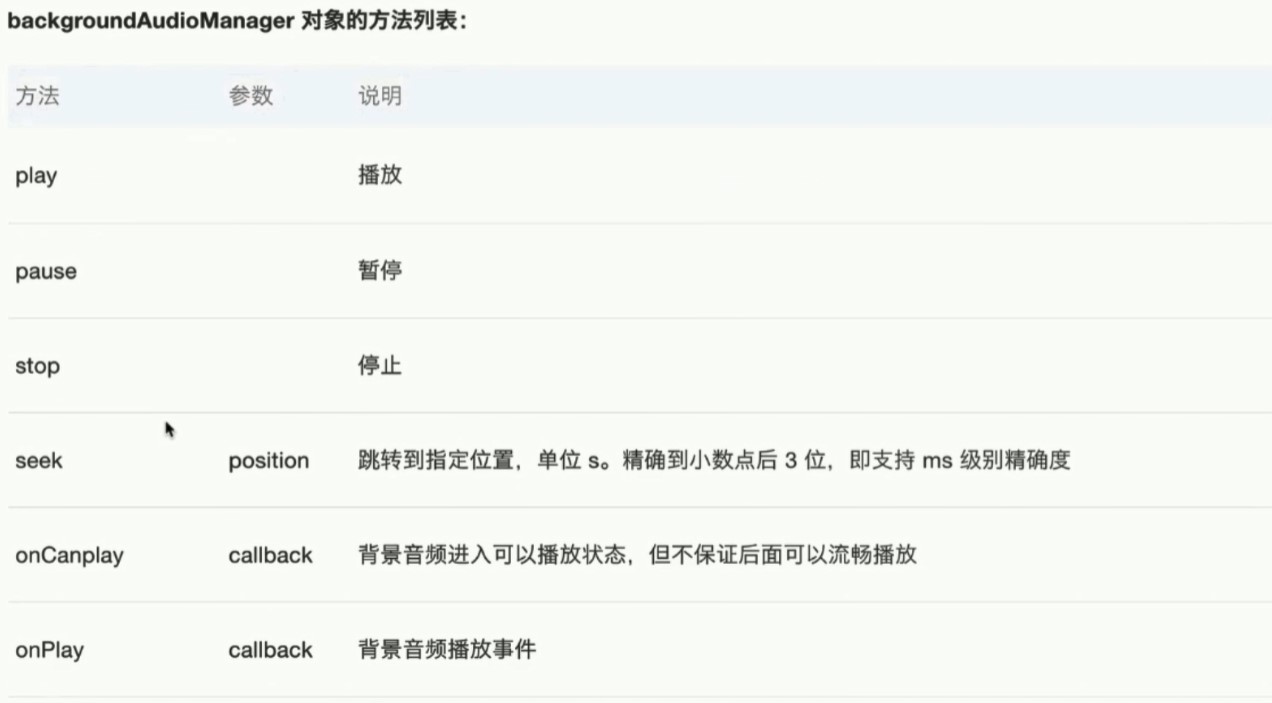 backgroundAudioManager 对象的方法列表：
方法 参数 说明
play 播放
pause 暂停
stop 停止
seek position 跳转到指定位置，单位 s。精确到小数点后 3 位，即支持 ms 级别精确度
onCanplay callback 背景音频进入可以播放状态，但不保证后面可以流畅播放
onPlay callback 背景音频播放事件